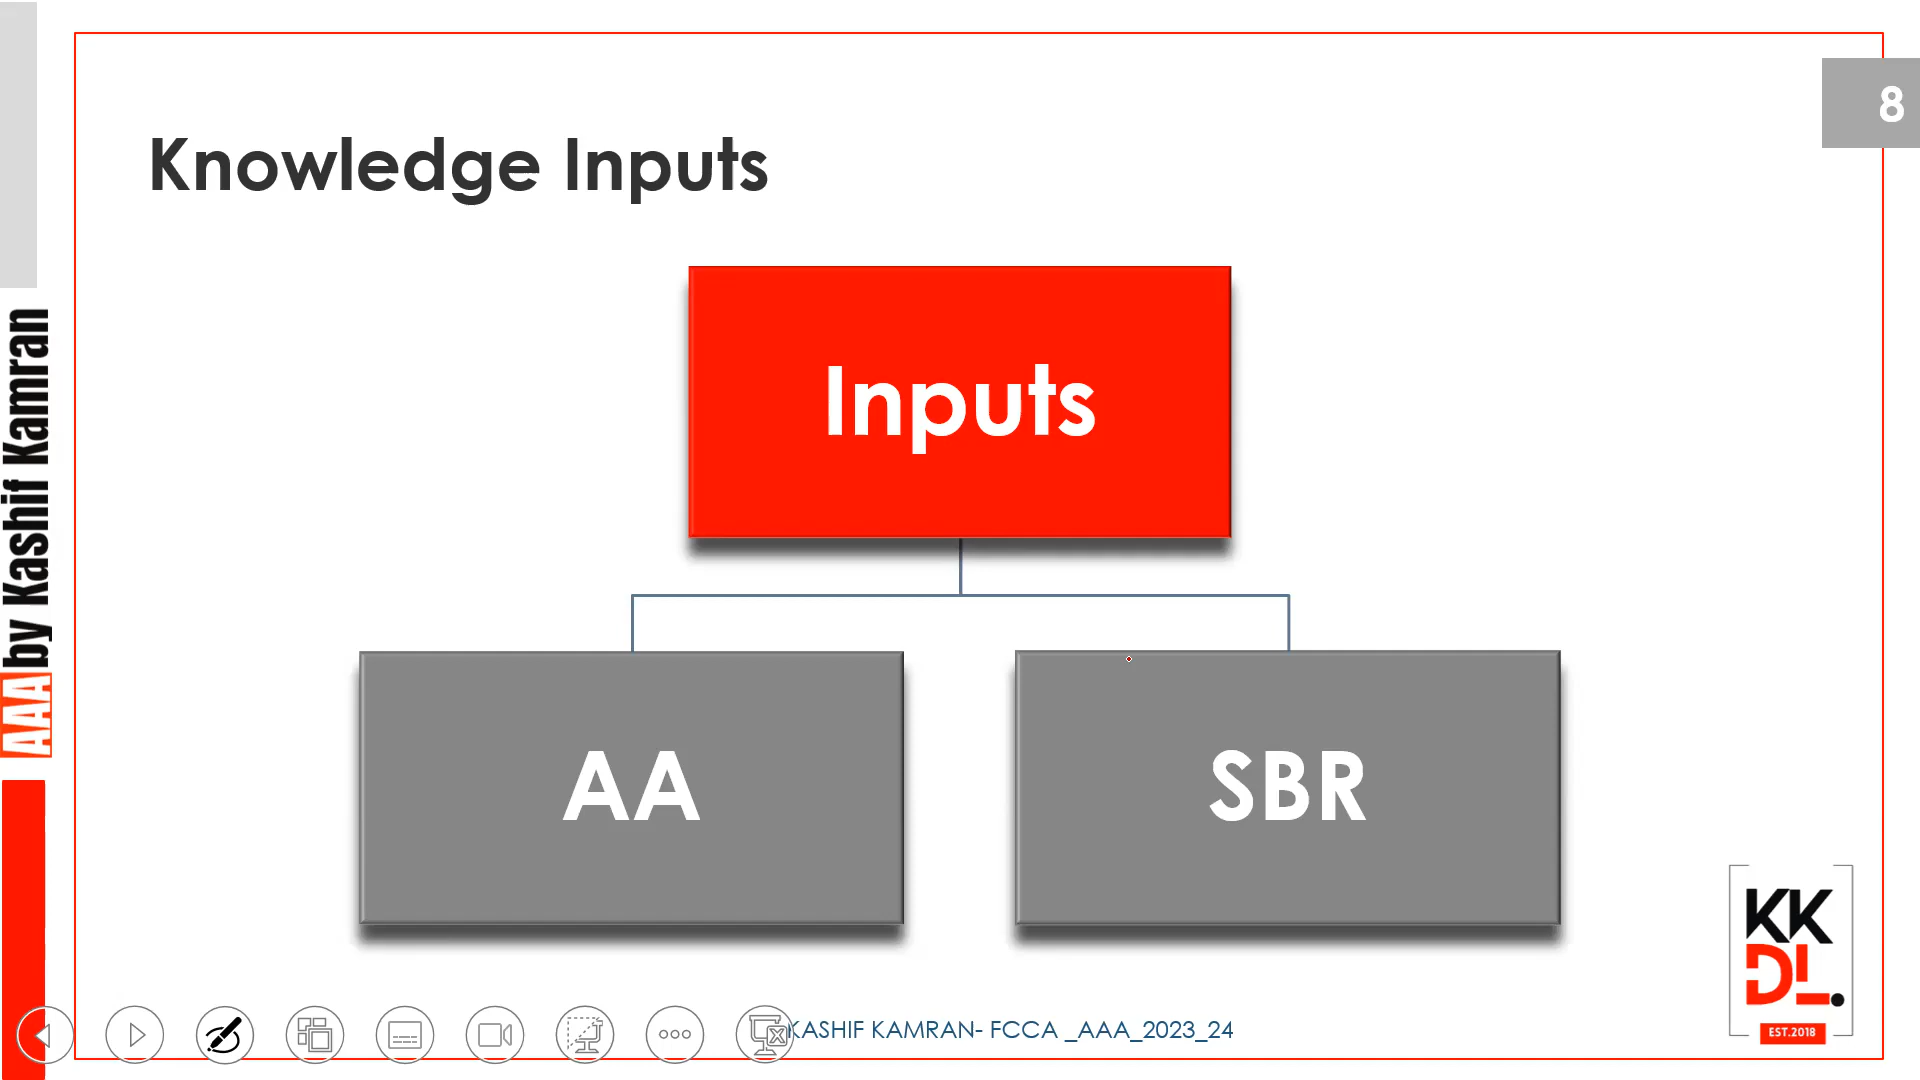 8
Knowledge Inputs
Inputs
AA
SBR
AAA by Kashif Kamran
KASHIF KAMRAN- FCCA _AAA_2023_24
KK
DL.
EST.2018